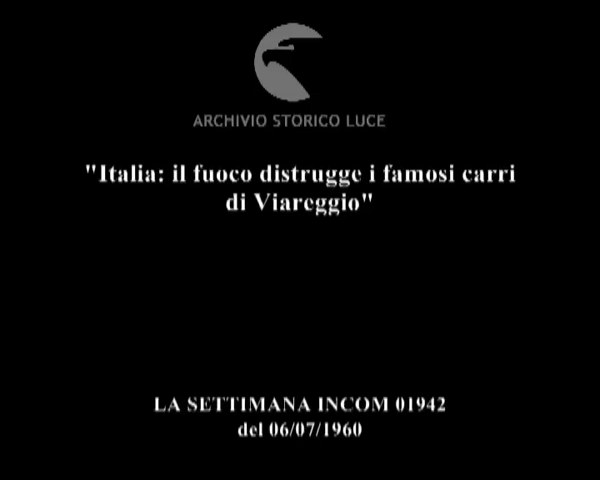 ARCHIVIO STORICO LUCE
"Italia: il fuoco distrugge i famosi carri
di Viareggio"
LA SETTIMANA INCOM 01942
del 06/07/1960